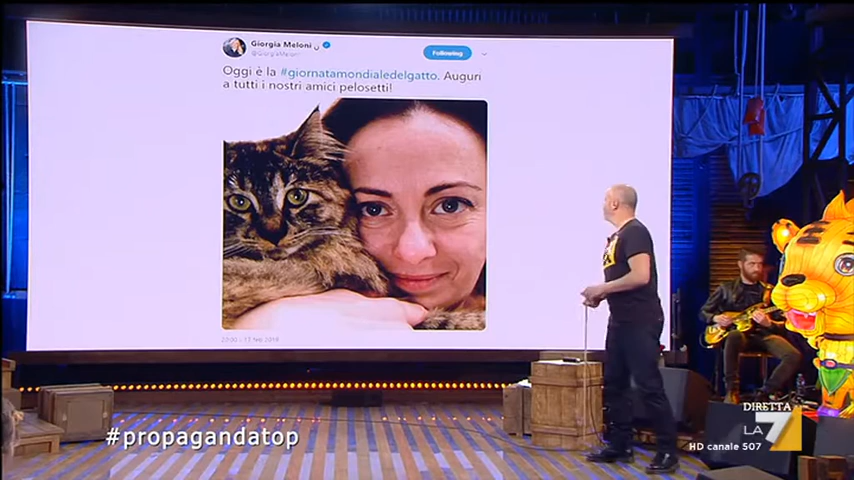 Giorgia Meloni
@GiorgiaMeloni
Following
Oggi è la #giornatamondialedelgatto. Auguri
a tutti i nostri amici pelosetti!
#propagandatop
DIRETTA
LA 7
HD canale 507